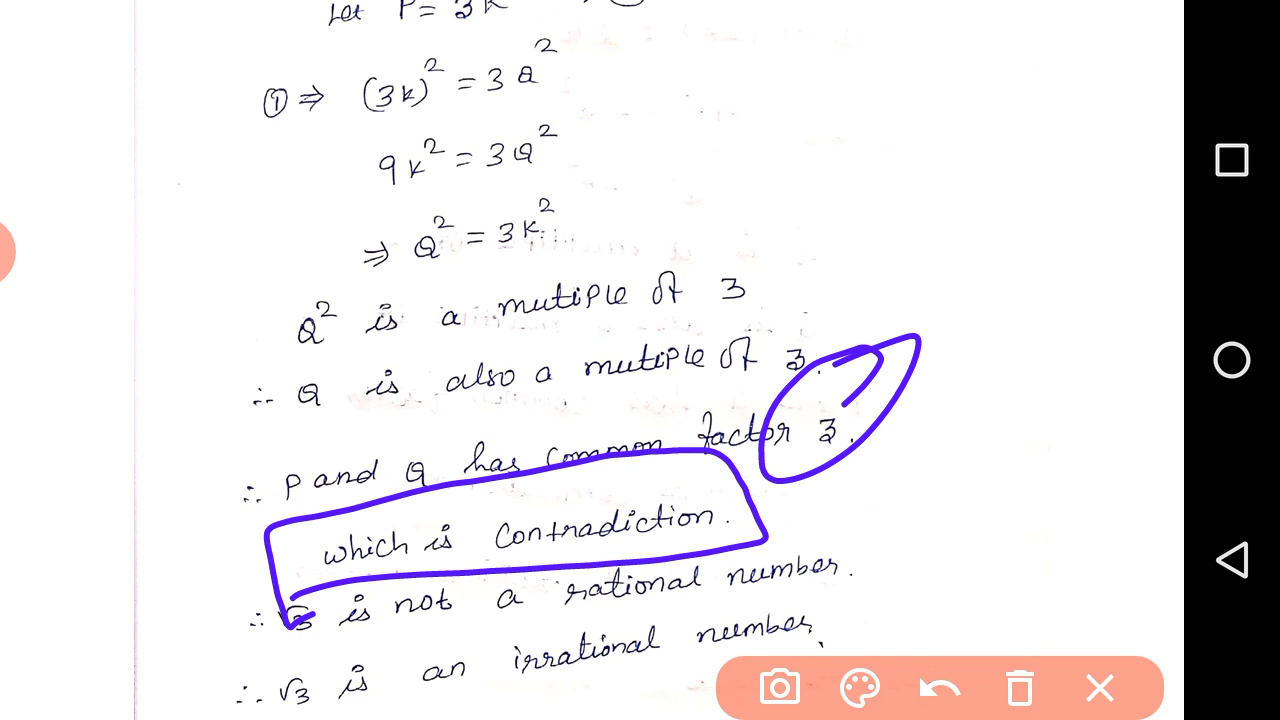 Let P = 3k
① ⇒ (3k)² = 3Q²
9k² = 3Q²
⇒ Q² = 3k²
Q² is a mutiple of 3
∴ Q is also a mutiple of 3.
∴ P and Q has common factor 3.
which is Contradiction.
∴ √3 is not a rational number.
∴ √3 is an irrational number.